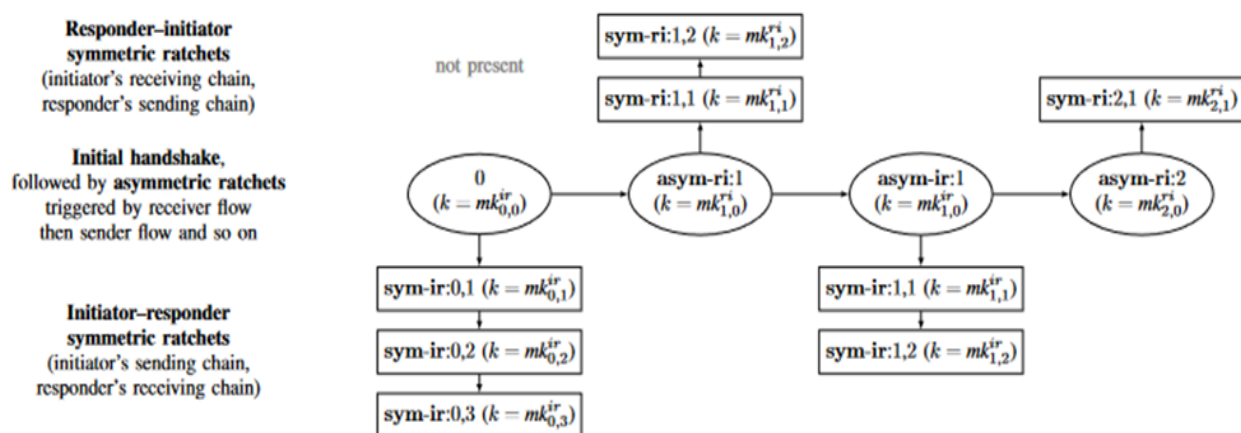 Responder–initiator
symmetric ratchets
(initiator's receiving chain,
responder's sending chain)
not present
sym-ri:1,2 (k = mk^{ri}_{1,2})
sym-ri:1,1 (k = mk^{ri}_{1,1})
sym-ri:2,1 (k = mk^{ri}_{2,1})
Initial handshake,
followed by asymmetric ratchets
triggered by receiver flow
then sender flow and so on
0
(k = mk^{ir}_{0,0})
asym-ri:1
(k = mk^{ri}_{1,0})
asym-ir:1
(k = mk^{ir}_{1,0})
asym-ri:2
(k = mk^{ri}_{2,0})
Initiator–responder
symmetric ratchets
(initiator's sending chain,
responder's receiving chain)
sym-ir:0,1 (k = mk^{ir}_{0,1})
sym-ir:0,2 (k = mk^{ir}_{0,2})
sym-ir:0,3 (k = mk^{ir}_{0,3})
sym-ir:1,1 (k = mk^{ir}_{1,1})
sym-ir:1,2 (k = mk^{ir}_{1,2})